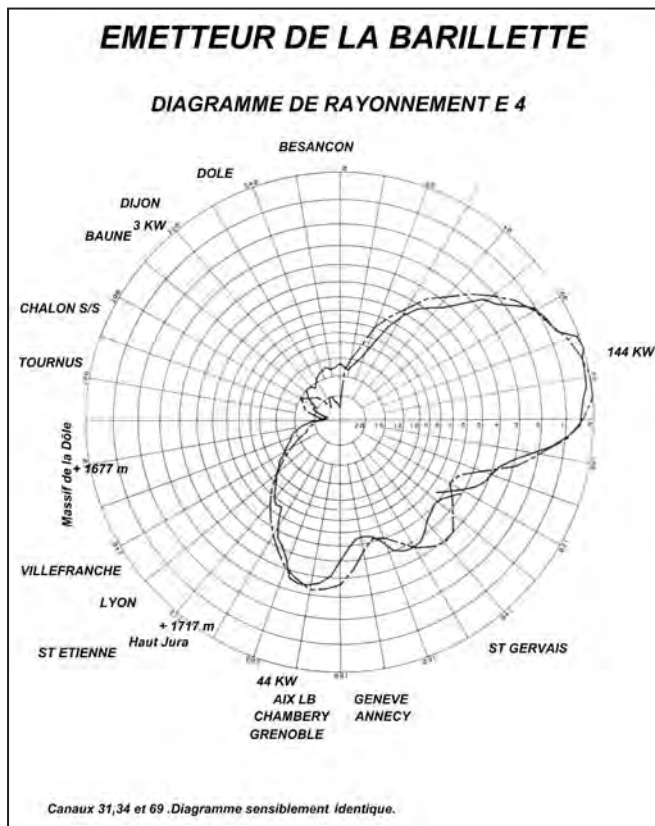 EMETTEUR DE LA BARILLETTE
DIAGRAMME DE RAYONNEMENT E 4
BESANCON
DOLE
DIJON
3 KW
BAUNE
CHALON S/S
TOURNUS
144 KW
Massif de la Dôle
+ 1677 m
VILLEFRANCHE
LYON
+ 1717 m
Haut Jura
ST ETIENNE
ST GERVAIS
44 KW
AIX LB
GENEVE
CHAMBERY
ANNECY
GRENOBLE
Canaux 31,34 et 69 .Diagramme sensiblement identique.